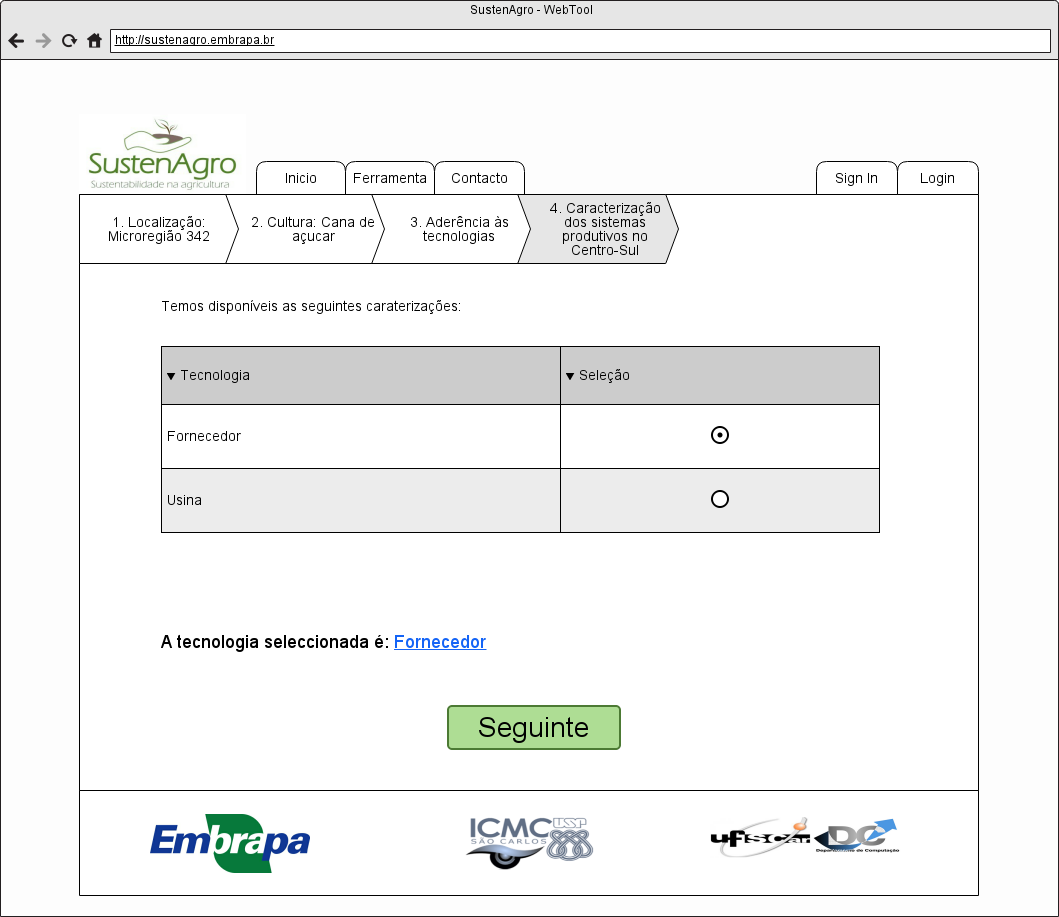 SustenAgro - WebTool
http://sustenagro.embrapa.br
SustenAgro
Sustentabilidade na agricultura
Inicio
Ferramenta
Contacto
Sign In
Login
1. Localização:
Microregião 342
2. Cultura: Cana de
açucar
3. Aderência às
tecnologias
4. Caracterização
dos sistemas
produtivos no
Centro-Sul
Temos disponíveis as seguintes caraterizações:
Tecnologia
Seleção
Fornecedor
Usina
A tecnologia seleccionada é: Fornecedor
Seguinte
Embrapa
ICMC USP
SÃO CARLOS
ufscar
DC
Departamento de Computação